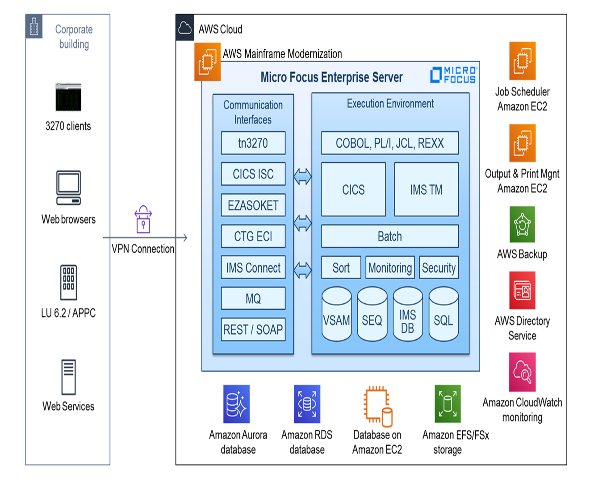 Corporate
building
3270 clients
Web browsers
LU 6.2 / APPC
Web Services
VPN Connection
AWS Cloud
AWS Mainframe Modernization
Micro Focus Enterprise Server
MICRO
FOCUS
Communication
Interfaces
tn3270
CICS ISC
EZASOKET
CTG ECI
IMS Connect
MQ
REST / SOAP
Execution Environment
COBOL, PL/I, JCL, REXX
CICS
IMS TM
Batch
Sort
Monitoring
Security
VSAM
SEQ
IMS
DB
SQL
Job Scheduler
Amazon EC2
Output & Print Mgnt
Amazon EC2
AWS Backup
AWS Directory
Service
Amazon CloudWatch
monitoring
Amazon Aurora
database
Amazon RDS
database
Database on
Amazon EC2
Amazon EFS/FSx
storage